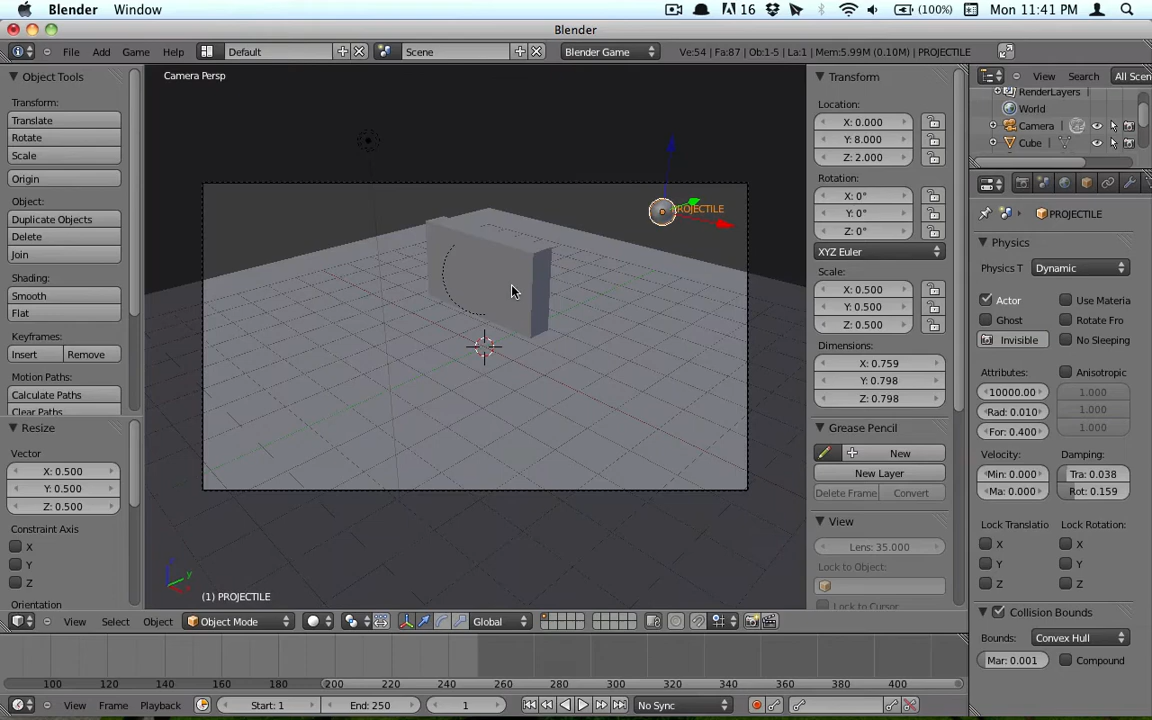 Blender Window 16 (100%) Mon 11:41 PM
Blender
File Add Game Help Default Scene Blender Game Ve:54 | Fa:87 | Ob:1-5 | La:1 | Mem:5.99M (0.10M) | PROJECTILE
Object Tools
Transform:
Translate
Rotate
Scale
Origin
Object:
Duplicate Objects
Delete
Join
Shading:
Smooth
Flat
Keyframes:
Insert Remove
Motion Paths:
Calculate Paths
Clear Paths
Resize
Vector
X: 0.500
Y: 0.500
Z: 0.500
Constraint Axis
X
Y
Z
Orientation
Camera Persp
PROJECTILE
(1) PROJECTILE
View Select Object Object Mode Global
Transform
Location:
X: 0.000
Y: 8.000
Z: 2.000
Rotation:
X: 0°
Y: 0°
Z: 0°
XYZ Euler
Scale:
X: 0.500
Y: 0.500
Z: 0.500
Dimensions:
X: 0.759
Y: 0.798
Z: 0.798
Grease Pencil
New
New Layer
Delete Frame Convert
View
Lens: 35.000
Lock to Object:
Lock to Cursor
View Search All Scen
RenderLayers
World
Camera
Cube
PROJECTILE
Physics
Physics T Dynamic
Actor Use Materia
Ghost Rotate Fro
Invisible No Sleeping
Attributes: Anisotropic
10000.00 1.000
Rad: 0.010 1.000
For: 0.400 1.000
Velocity: Damping:
Min: 0.000 Tra: 0.038
Ma: 0.000 Rot: 0.159
Lock Translatio Lock Rotation:
X X
Y Y
Z Z
Collision Bounds
Bounds: Convex Hull
Mar: 0.001 Compound
100 120 140 160 180 200 220 240 260 280 300 320 340 360 380 400
View Frame Playback Start: 1 End: 250 1 No Sync